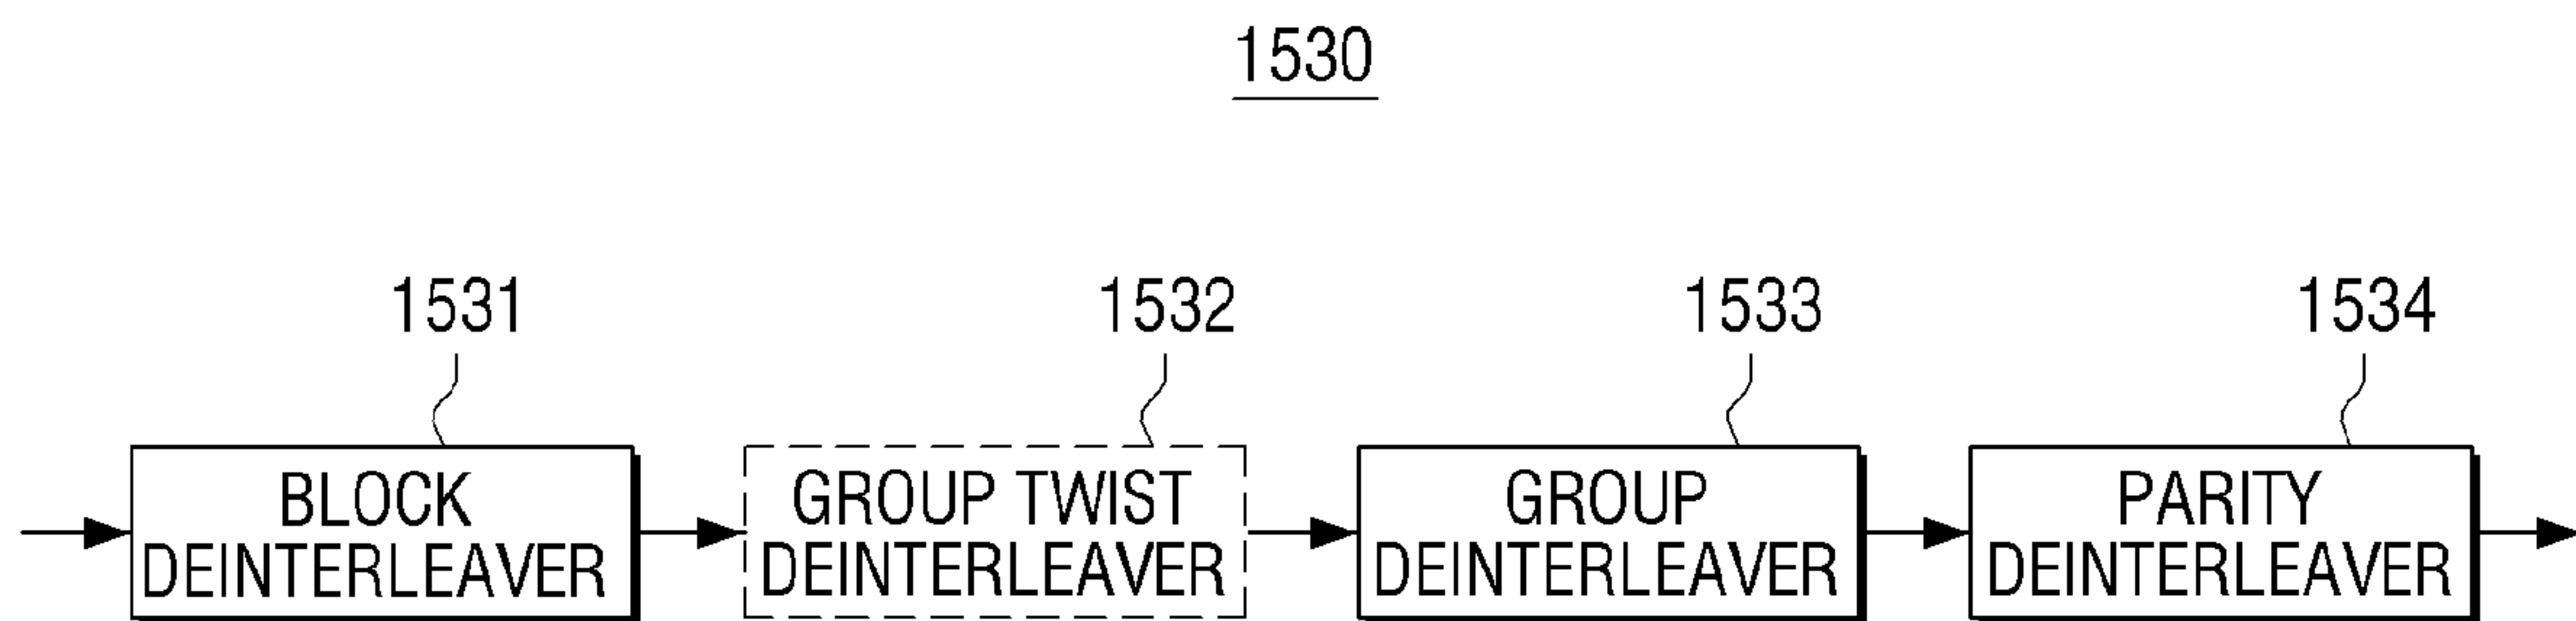 1530
1531
1532
1533
1534
BLOCK
DEINTERLEAVER
GROUP TWIST
DEINTERLEAVER
GROUP
DEINTERLEAVER
PARITY
DEINTERLEAVER